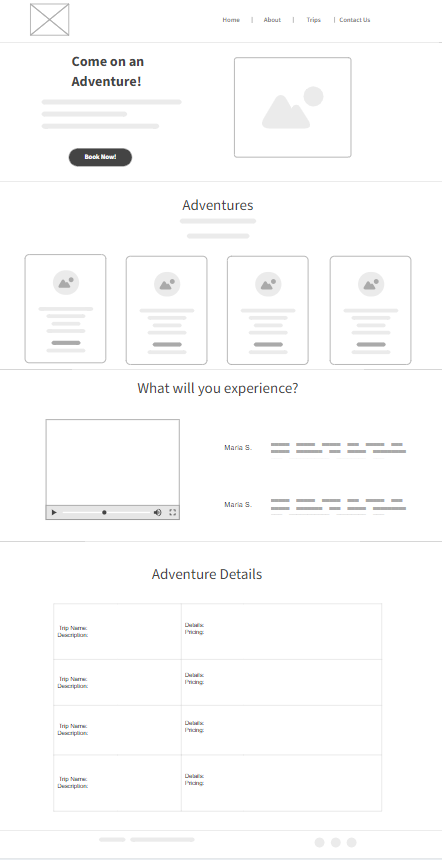 Home | About | Trips | Contact Us
Come on an
Adventure!
Book Now!
Adventures
What will you experience?
Maria S.
Maria S.
Adventure Details
Trip Name:
Description:
Details:
Pricing:
Trip Name:
Description:
Details:
Pricing:
Trip Name:
Description:
Details:
Pricing:
Trip Name:
Description:
Details:
Pricing: